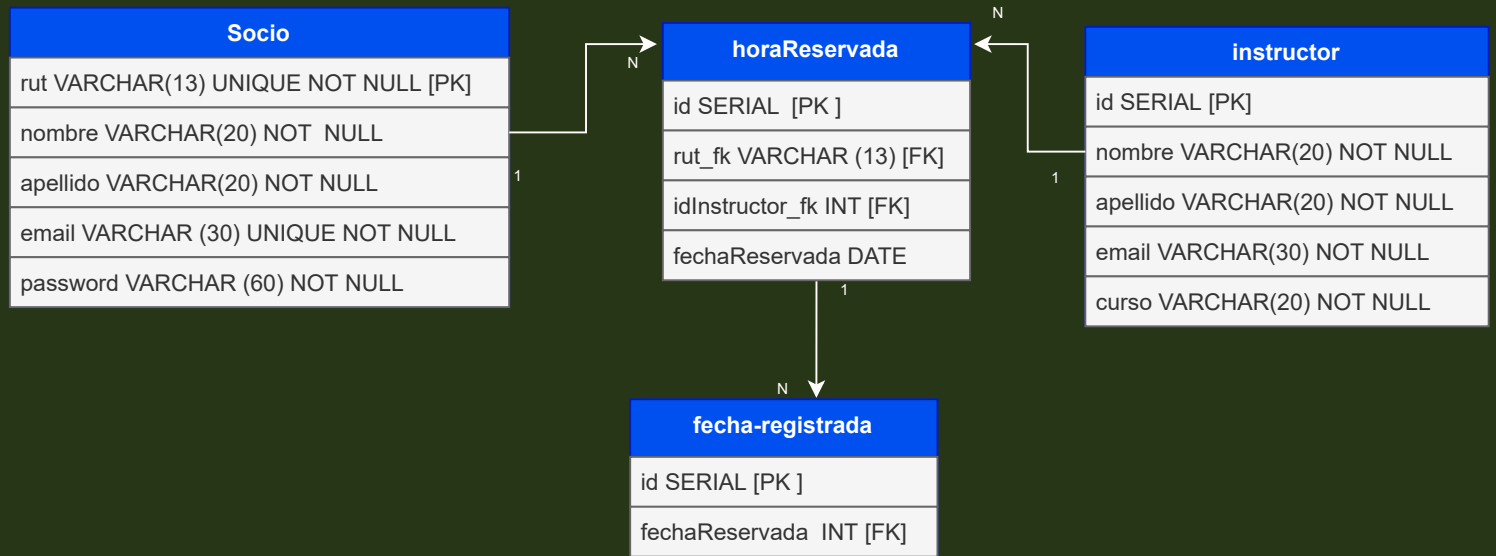 Socio
rut VARCHAR(13) UNIQUE NOT NULL [PK]
nombre VARCHAR(20) NOT  NULL
apellido VARCHAR(20) NOT NULL
email VARCHAR (30) UNIQUE NOT NULL
password VARCHAR (60) NOT NULL
1
N
horaReservada
id SERIAL  [PK ]
rut_fk VARCHAR (13) [FK]
idInstructor_fk INT [FK]
fechaReservada DATE
N
1
instructor
id SERIAL [PK]
nombre VARCHAR(20) NOT NULL
apellido VARCHAR(20) NOT NULL
email VARCHAR(30) NOT NULL
curso VARCHAR(20) NOT NULL
1
N
fecha-registrada
id SERIAL [PK ]
fechaReservada  INT [FK]